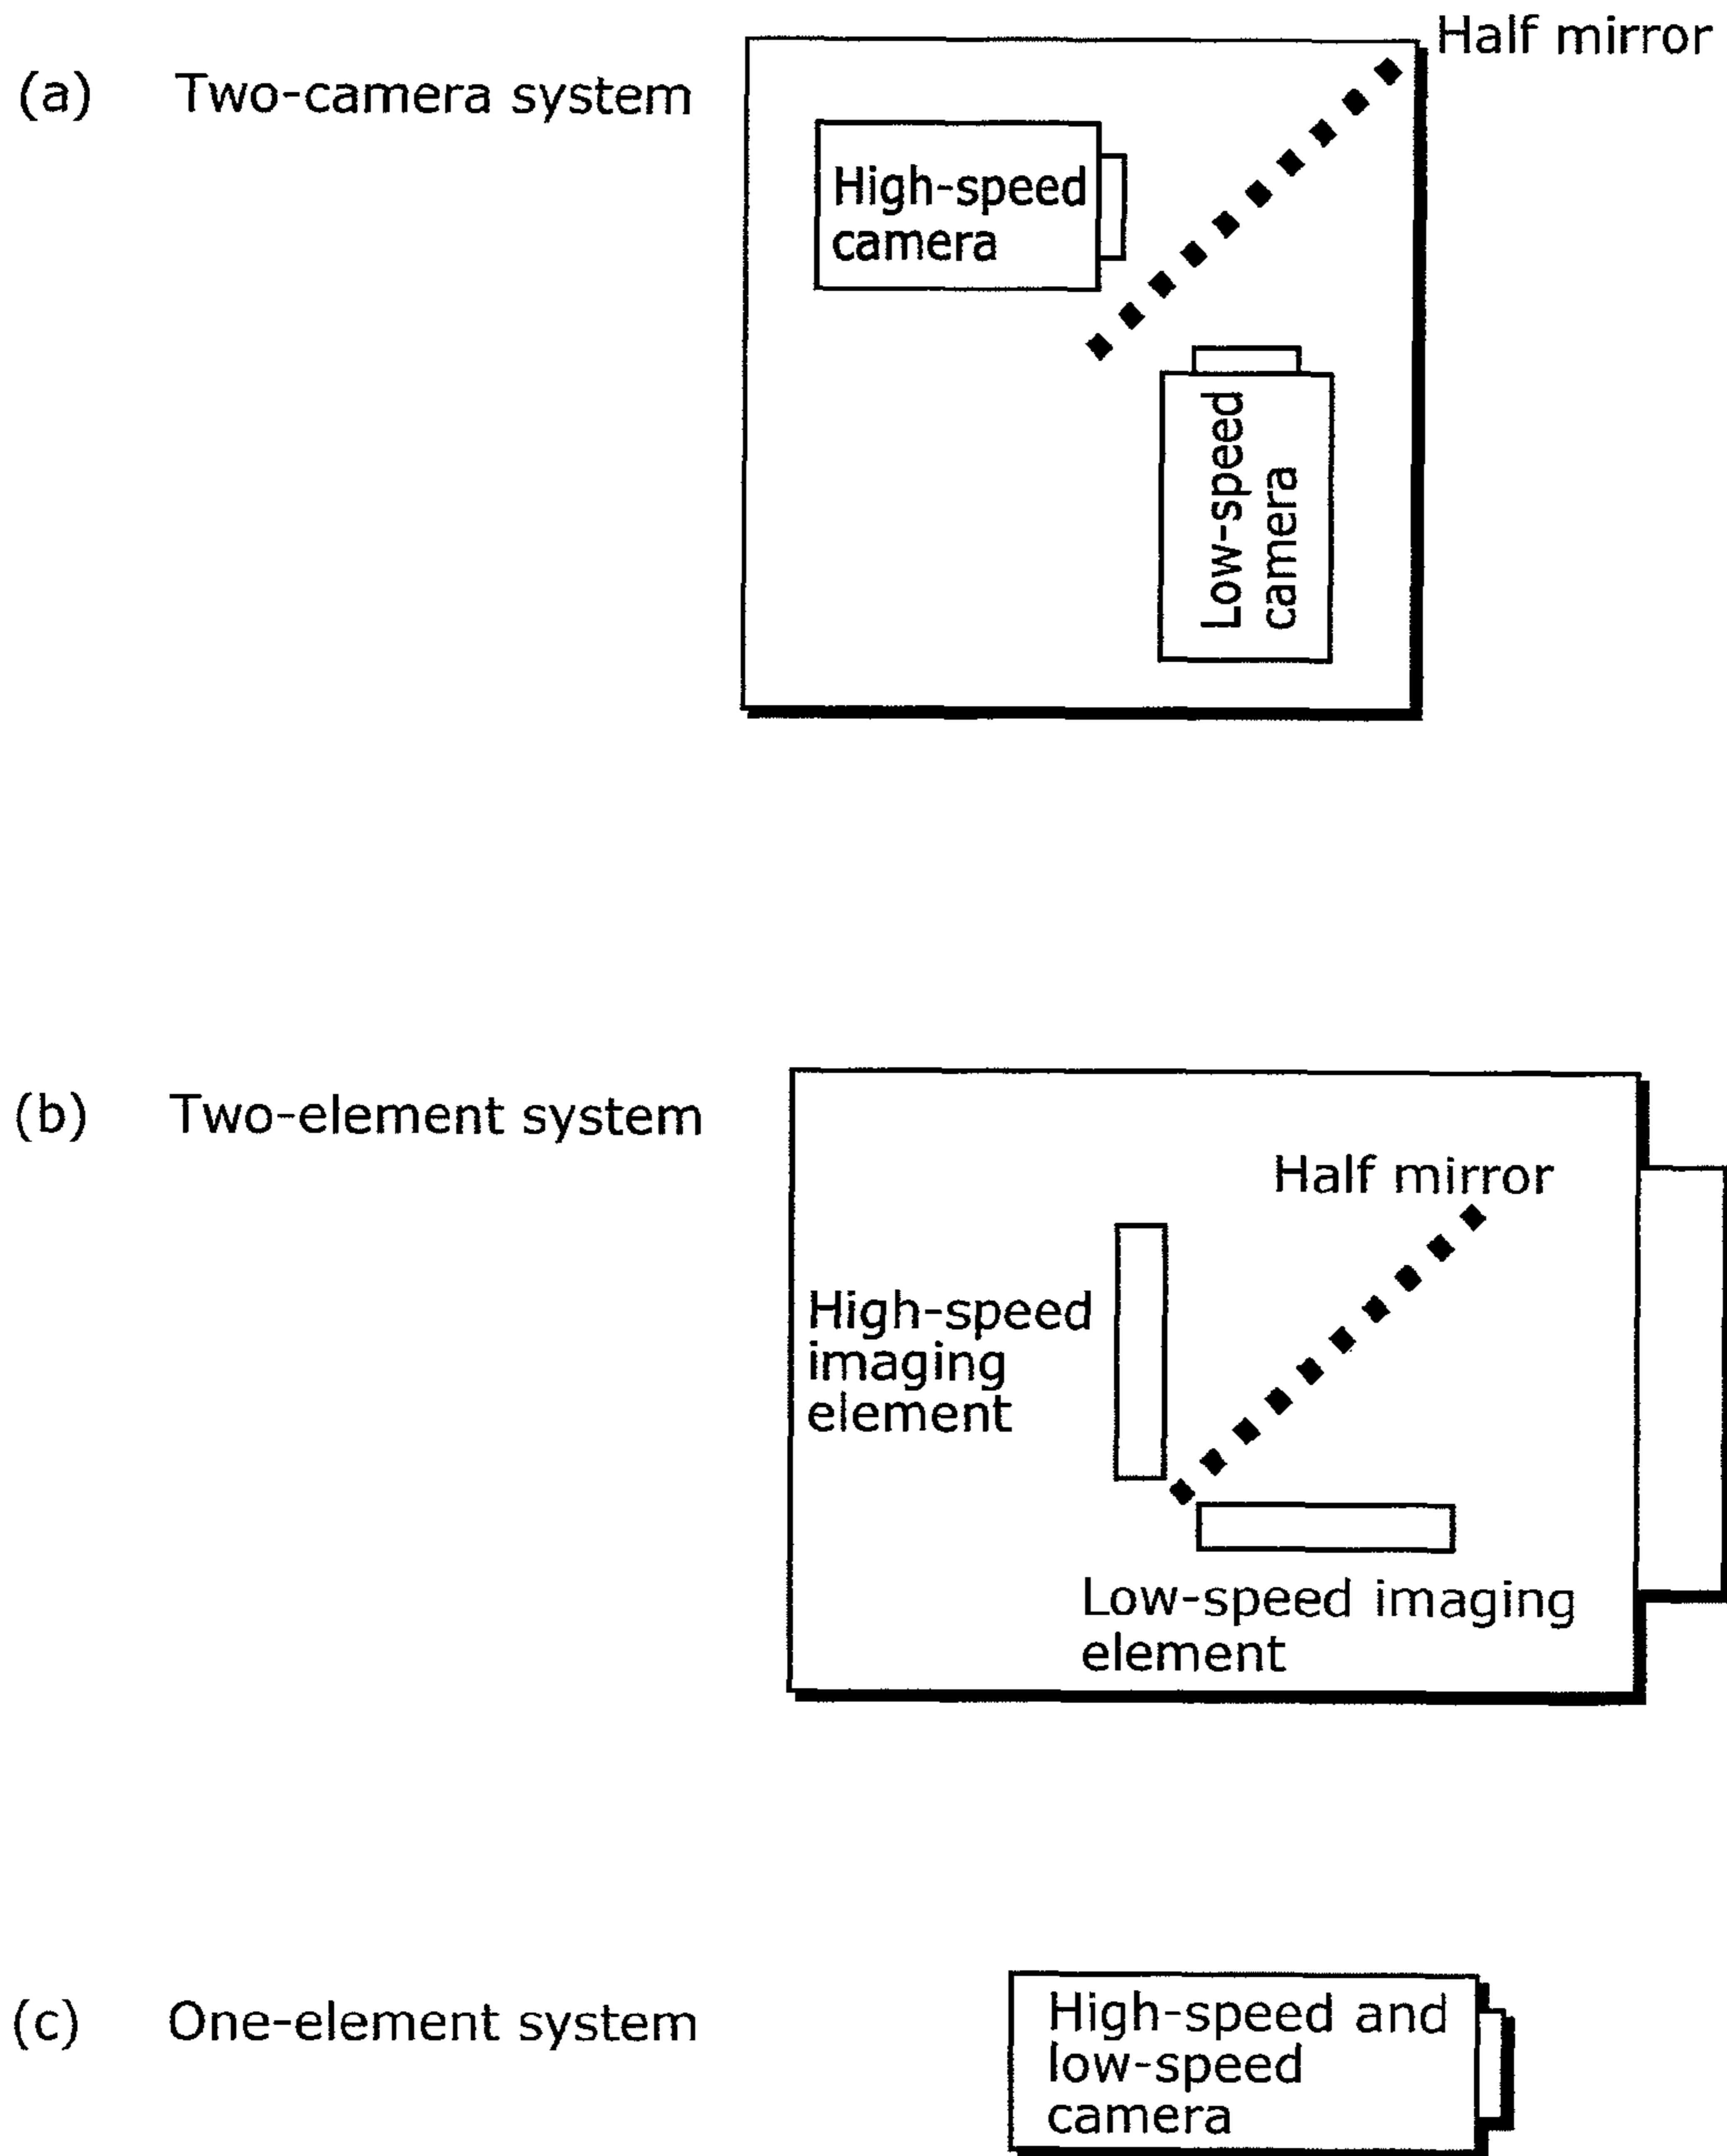 Half mirror
(a) Two-camera system
High-speed
camera
Low-speed
camera
(b) Two-element system
Half mirror
High-speed
imaging
element
Low-speed imaging
element
(c) One-element system
High-speed and
low-speed
camera